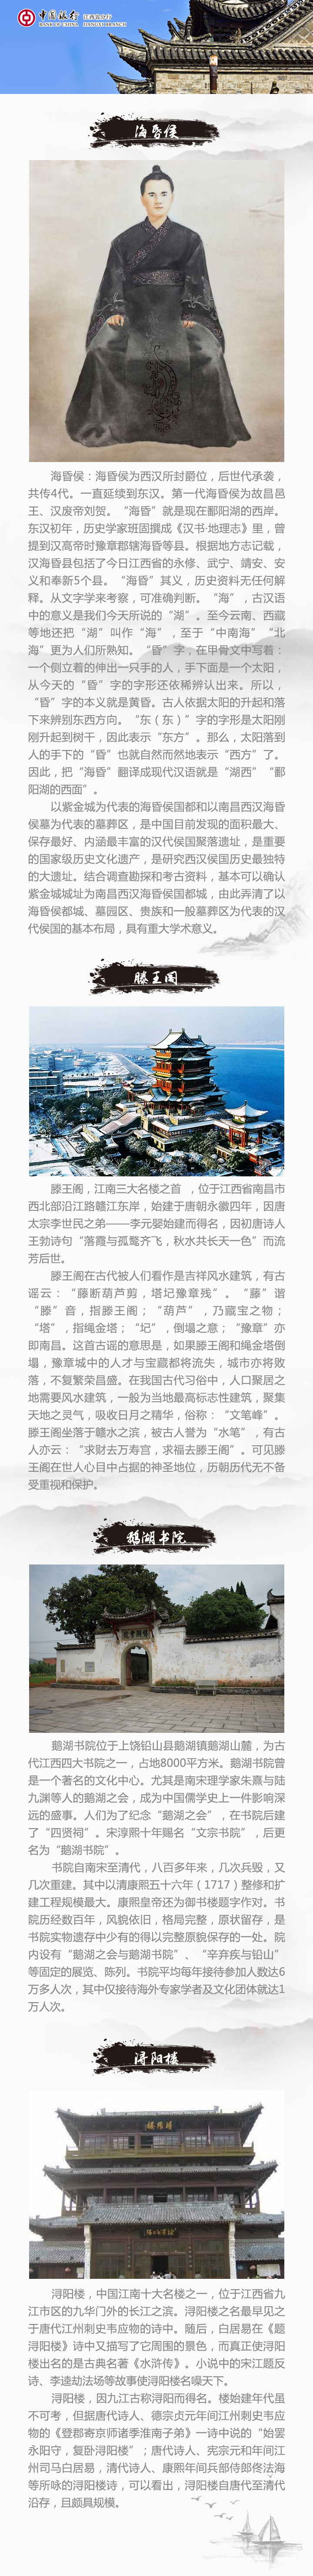 中国银行 江西省分行
BANK OF CHINA JIANGXI BRANCH
海昏侯
海昏侯：海昏侯为西汉所封爵位，后世代承袭，
共传4代。一直延续到东汉。第一代海昏侯为故昌邑
王、汉废帝刘贺。“海昏”就是现在鄱阳湖的西岸。
东汉初年，历史学家班固撰成《汉书·地理志》里，曾
提到汉高帝时豫章郡辖海昏等县。根据地方志记载，
汉海昏县包括了今日江西省的永修、武宁、靖安、安
义和奉新5个县。“海昏”其义，历史资料无任何解
释。从文字学来考察，可准确判断。“海”，古汉语
中的意义是我们今天所说的“湖”。至今云南、西藏
等地还把“湖”叫作“海”，至于“中南海”“北
海”更为人们所熟知。“昏”字，在甲骨文中写着：
一个侧立着的伸出一只手的人，手下面是一个太阳，
从今天的“昏”字的字形还依稀辨认出来。所以，
“昏”字的本义就是黄昏。古人依据太阳的升起和落
下来辨别东西方向。“东（东）”字的字形是太阳刚
刚升起到树干，因此表示“东方”。那么，太阳落到
人的手下的“昏”也就自然而然地表示“西方”了。
因此，把“海昏”翻译成现代汉语就是“湖西”“鄱
阳湖的西面”。
以紫金城为代表的海昏侯国都和以南昌西汉海昏
侯墓为代表的墓葬区，是中国目前发现的面积最大、
保存最好、内涵最丰富的汉代侯国聚落遗址，是重要
的国家级历史文化遗产，是研究西汉侯国历史最独特
的大遗址。结合调查勘探和考古资料，基本可以确认
紫金城城址为南昌西汉海昏侯国都城，由此弄清了以
海昏侯都城、墓园区、贵族和一般墓葬区为代表的汉
代侯国的基本布局，具有重大学术意义。
滕王阁
滕王阁，江南三大名楼之首 ，位于江西省南昌市
西北部沿江路赣江东岸，始建于唐朝永徽四年，因唐
太宗李世民之弟——李元婴始建而得名，因初唐诗人
王勃诗句“落霞与孤鹜齐飞，秋水共长天一色”而流
芳后世。
滕王阁在古代被人们看作是吉祥风水建筑，有古
谣云：“藤断葫芦剪，塔圮豫章残”。“藤”谐
“滕”音，指滕王阁；“葫芦”，乃藏宝之物；
“塔”，指绳金塔；“圮”，倒塌之意；“豫章”亦
即南昌。这首古谣的意思是，如果滕王阁和绳金塔倒
塌，豫章城中的人才与宝藏都将流失，城市亦将败
落，不复繁荣昌盛。在我国古代习俗中，人口聚居之
地需要风水建筑，一般为当地最高标志性建筑，聚集
天地之灵气，吸收日月之精华，俗称：“文笔峰”。
滕王阁坐落于赣水之滨，被古人誉为“水笔”，有古
人亦云：“求财去万寿宫，求福去滕王阁”。可见滕
王阁在世人心目中占据的神圣地位，历朝历代无不备
受重视和保护。
鹅湖书院
鹅湖书院位于上饶铅山县鹅湖镇鹅湖山麓，为古
代江西四大书院之一，占地8000平方米。鹅湖书院曾
是一个著名的文化中心。尤其是南宋理学家朱熹与陆
九渊等人的鹅湖之会，成为中国儒学史上一件影响深
远的盛事。人们为了纪念“鹅湖之会”，在书院后建
了“四贤祠”。宋淳熙十年赐名“文宗书院”，后更
名为“鹅湖书院”。
书院自南宋至清代，八百多年来，几次兵毁，又
几次重建。其中以清康熙五十六年（1717）整修和扩
建工程规模最大。康熙皇帝还为御书楼题字作对。书
院历经数百年，风貌依旧，格局完整，原状留存，是
书院实物遗存中少有的得以完整原貌保存的一处。院
内设有“鹅湖之会与鹅湖书院”、“辛弃疾与铅山”
等固定的展览、陈列。书院平均每年接待参加人数达6
万多人次，其中仅接待海外专家学者及文化团体就达1
万人次。
浔阳楼
浔阳楼
浔阳楼，中国江南十大名楼之一，位于江西省九
江市区的九华门外的长江之滨。浔阳楼之名最早见之
于唐代江州刺史韦应物的诗中。随后，白居易在《题
浔阳楼》诗中又描写了它周围的景色，而真正使浔阳
楼出名的是古典名著《水浒传》。小说中的宋江题反
诗、李逵劫法场等故事使浔阳楼名噪天下。
浔阳楼，因九江古称浔阳而得名。楼始建年代虽
不可考，但据唐代诗人、德宗贞元年间江州刺史韦应
物的《登郡寄京师诸季淮南子弟》一诗中说的“始罢
永阳守，复卧浔阳楼”；唐代诗人、宪宗元和年间江
州司马白居易，清代诗人、康熙年间兵部侍郎佟法海
等所咏的浔阳楼诗，可以看出，浔阳楼自唐代至清代
沿存，且颇具规模。